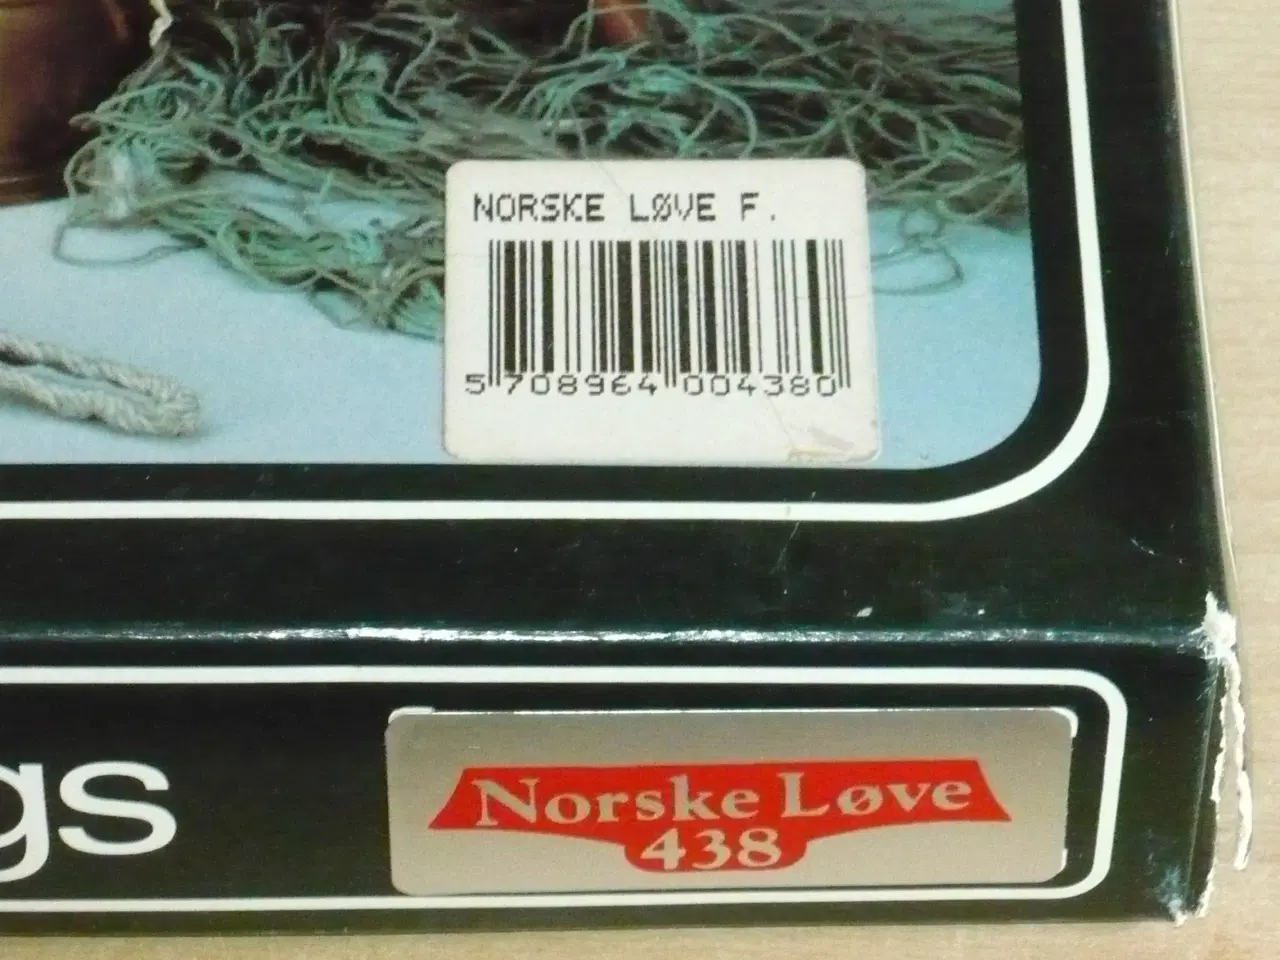 NORSKE LØVE F.
5 708964 004380
gs
Norske Løve
438